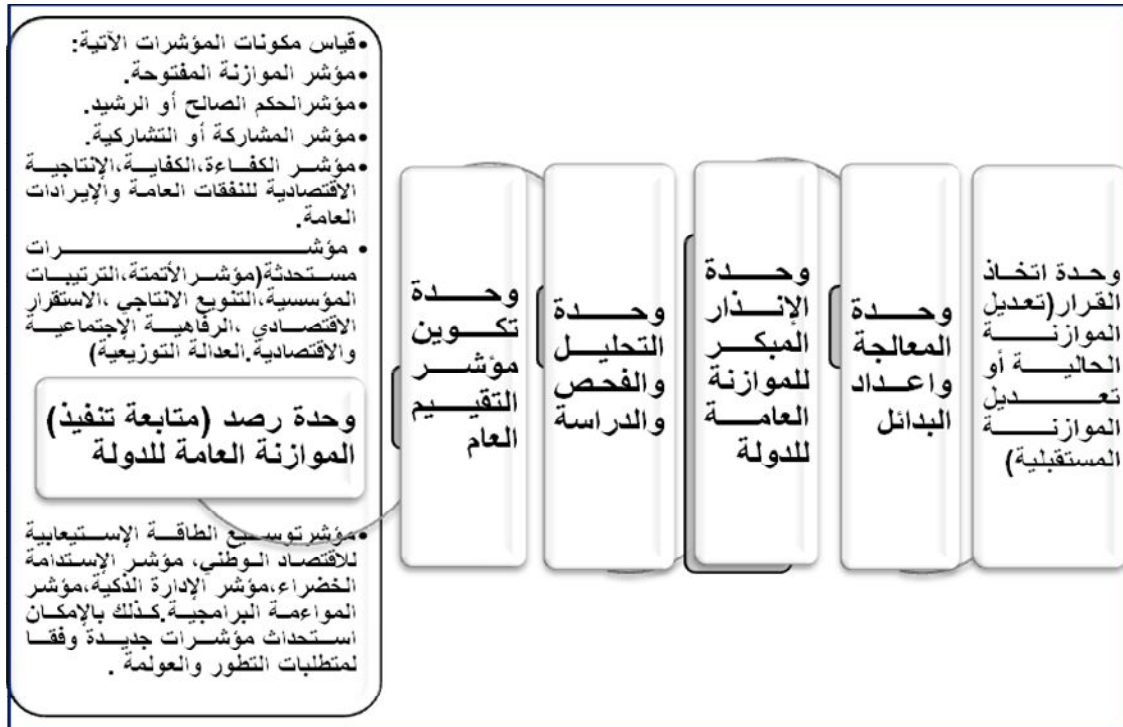 •قياس مكونات المؤشرات الآتية:
•مؤشر الموازنة المفتوحة.
•مؤشرالحكم الصالح أو الرشيد.
•مؤشر المشاركة أو التشاركية.
•مؤشر الكفاءة،الكفاية،الإنتاجية
الاقتصادية للنفقات العامة والإيرادات
العامة.
• مؤشرات
مستحدثة(مؤشرالأتمتة،الترتيبات
المؤسسية،التنويع الانتاجي ،الاستقرار
الاقتصادي ،الرفاهية الإجتماعية
والاقتصادية.العدالة التوزيعية)
وحدة رصد (متابعة تنفيذ)
الموازنة العامة للدولة
•مؤشرتوسيع الطاقة الإستيعابية
للاقتصاد الوطني، مؤشر الإستدامة
الخضراء،مؤشر الإدارة الذكية،مؤشر
المواءمة البرامجية.كذلك بالإمكان
استحداث مؤشرات جديدة وفقا
لمتطلبات التطور والعولمة .
وحدة
تكوين
مؤشر
التقييم
العام
وحدة
التحليل
والفحص
والدراسة
وحدة
الإنذار
المبكر
للموازنة
العامة
للدولة
وحدة
المعالجة
واعداد
البدائل
وحدة اتخاذ
القرار(تعديل
الموازنة
الحالية أو
تعديل
الموازنة
المستقبلية)